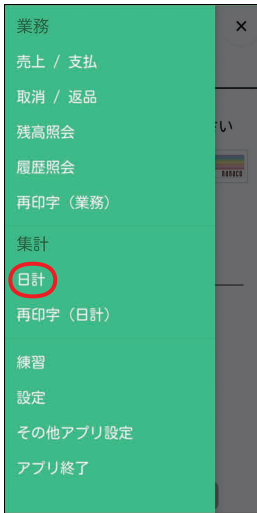 業務
×
売上 / 支払
取消 / 返品
残高照会
い
履歴照会
nanaco
再印字（業務）
集計
日計
再印字（日計）
練習
設定
その他アプリ設定
アプリ終了